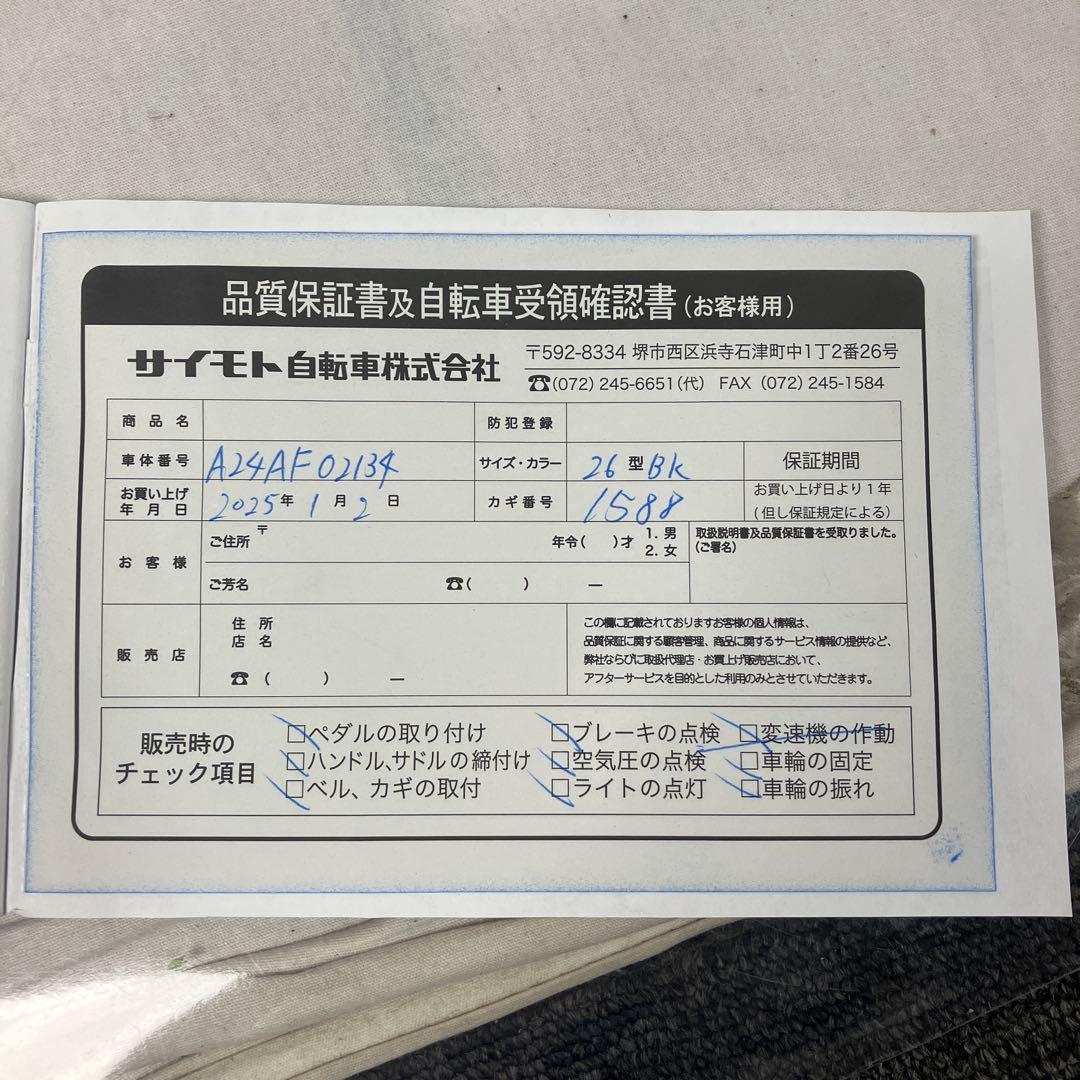 品質保証書及自転車受領確認書(お客様用)
サイモト自転車株式会社
〒592-8334 堺市西区浜寺石津町中1丁2番26号
☎(072) 245-6651(代) FAX (072) 245-1584
商品名 防犯登録
車体番号 A24AF02134 サイズ・カラー 26型 BK 保証期間
お買い上げ年月日 2025年 1月 2日 カギ番号 1588 お買い上げ日より1年
(但し保証規定による)
お客様 ご住所 〒 年令( )才 1. 男 2. 女
取扱説明書及品質保証書を受取りました。
(ご署名)
ご芳名 ☎( ) ―
販売店 住所
店名
☎ ( ) ―
この欄に記載されておりますお客様の個人情報は、
品質保証に関する顧客管理、商品に関するサービス情報の提供など、
弊社ならびに取扱代理店・お買上げ販売店において、
アフターサービスを目的とした利用のみとさせていただきます。
販売時の
チェック項目
□ペダルの取り付け □ブレーキの点検 □変速機の作動
□ハンドル、サドルの締付け □空気圧の点検 □車輪の固定
□ベル、カギの取付 □ライトの点灯 □車輪の振れ